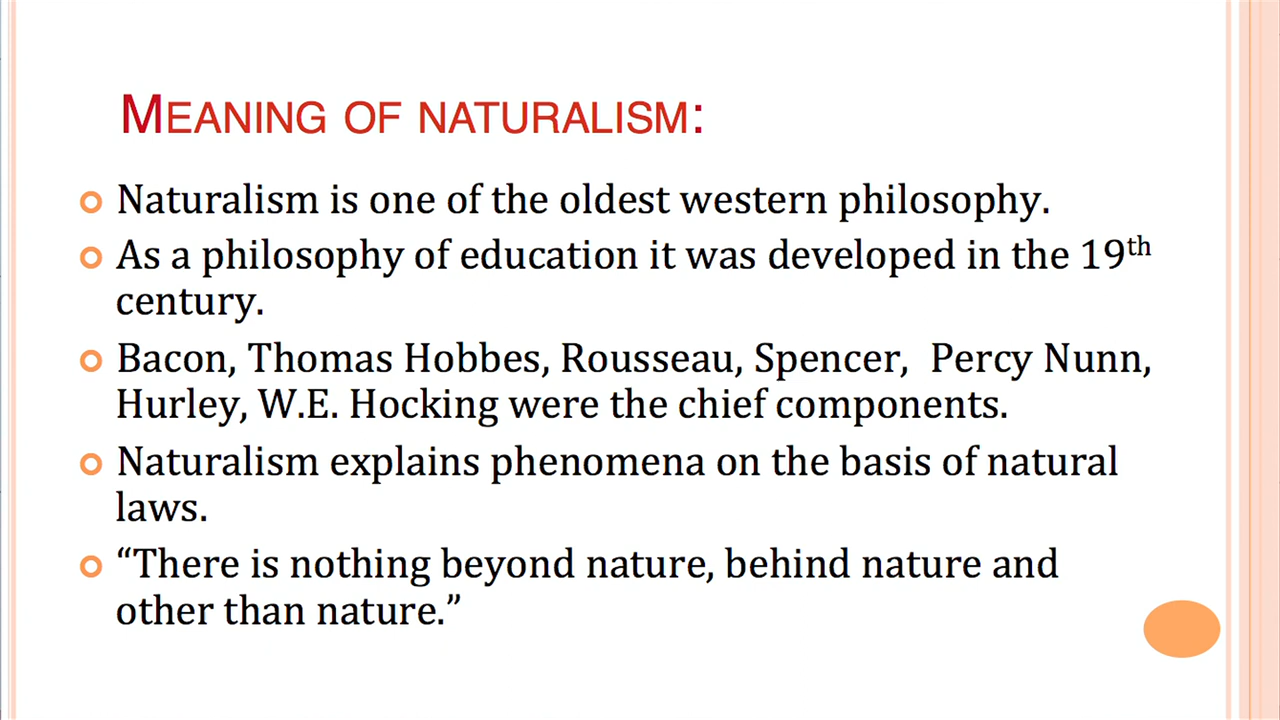 MEANING OF NATURALISM:
Naturalism is one of the oldest western philosophy.
As a philosophy of education it was developed in the 19th
century.
Bacon, Thomas Hobbes, Rousseau, Spencer, Percy Nunn,
Hurley, W.E. Hocking were the chief components.
Naturalism explains phenomena on the basis of natural
laws.
“There is nothing beyond nature, behind nature and
other than nature.”